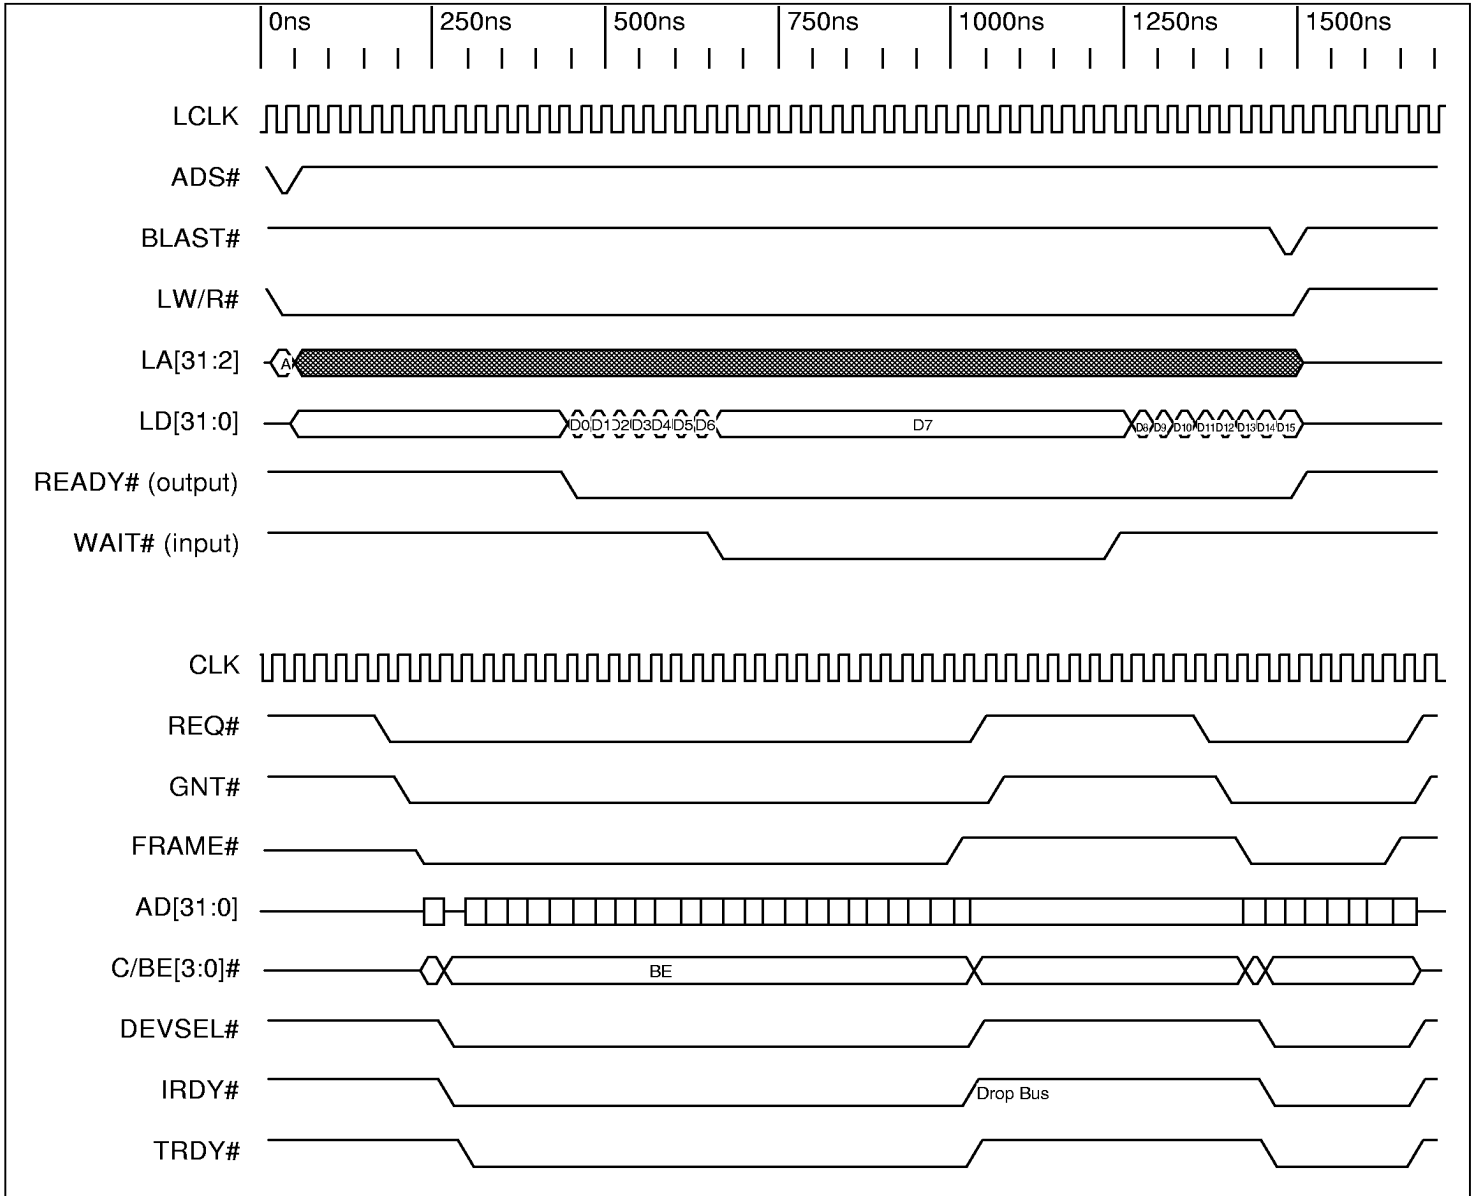 0ns 250ns 500ns 750ns 1000ns 1250ns 1500ns
LCLK
ADS#
BLAST#
LW/R#
LA[31:2] A
LD[31:0] D0 D1 D2 D3 D4 D5 D6 D7 D8 D9 D10 D11 D12 D13 D14 D15
READY# (output)
WAIT# (input)
CLK
REQ#
GNT#
FRAME#
AD[31:0]
C/BE[3:0]# BE
DEVSEL#
IRDY# Drop Bus
TRDY#